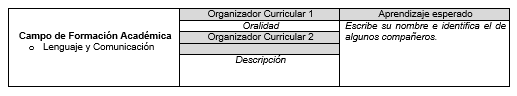 Organizador Curricular 1
Aprendizaje esperado
Campo de Formación Académica
o Lenguaje y Comunicación
Oralidad
Organizador Curricular 2
Descripción
Escribe su nombre e identifica el de
algunos compañeros.